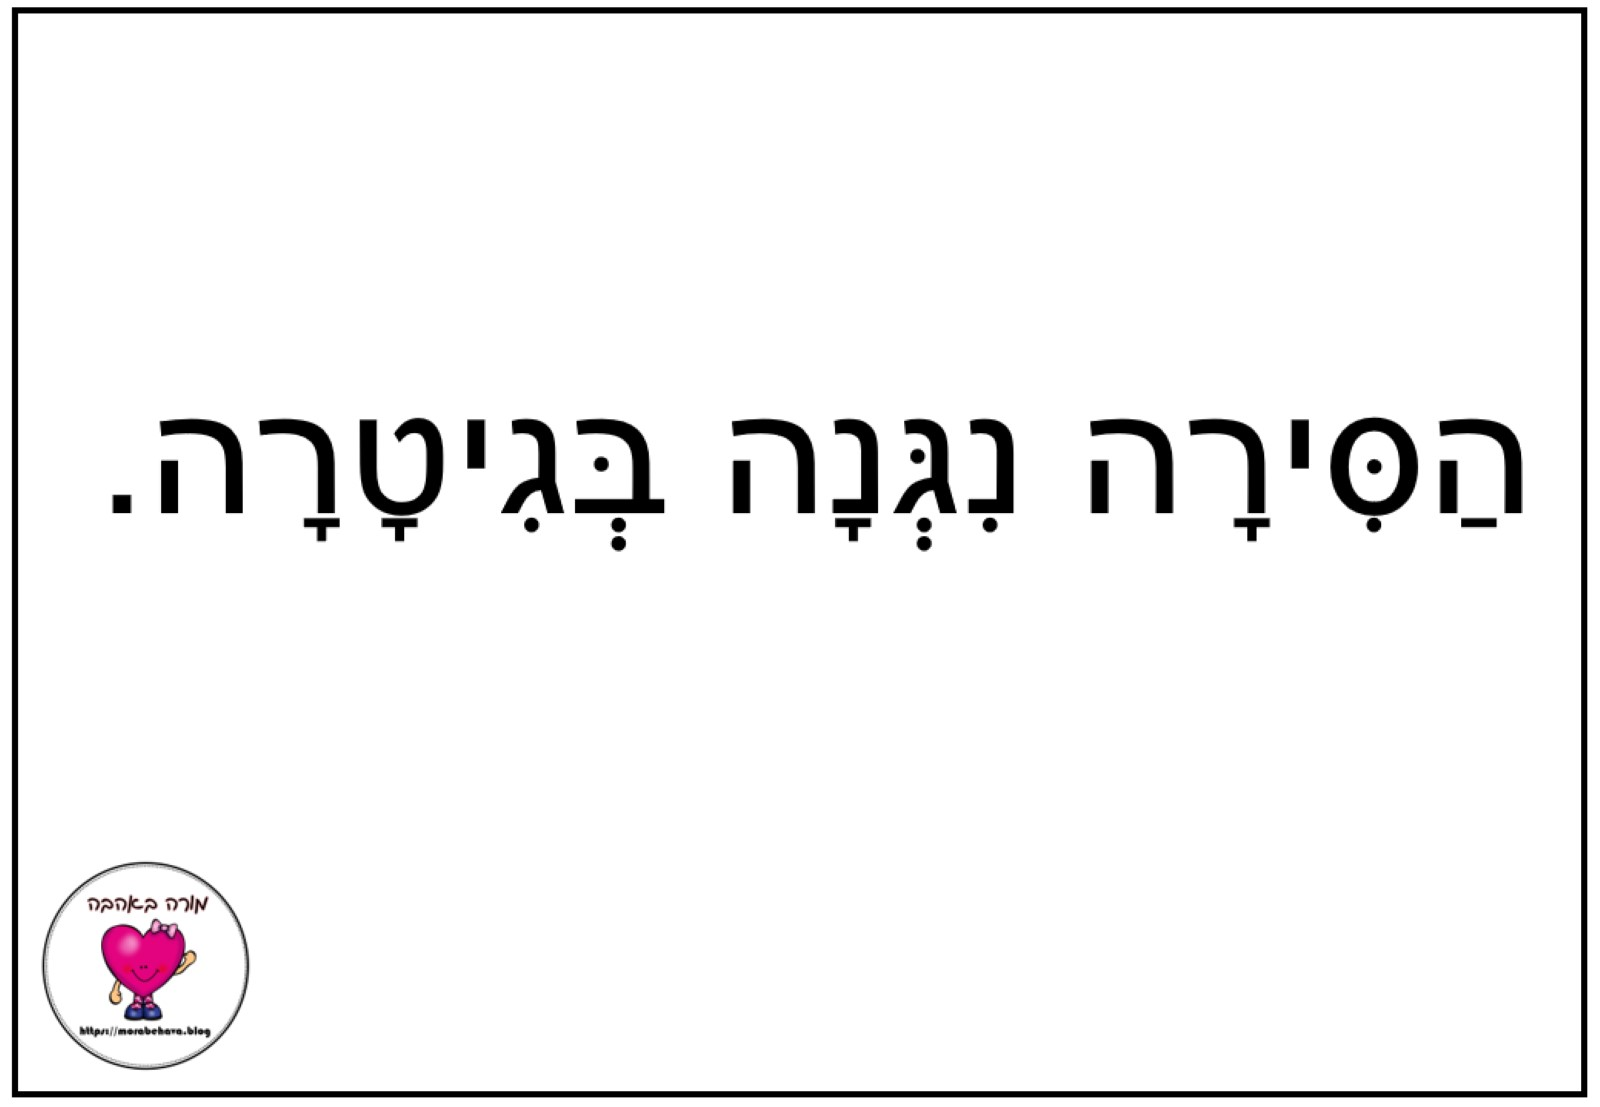 הַסִּירָה נִגְּנָה בְּגִיטָרָה.
מורה באהבה
https://morabehava.blog